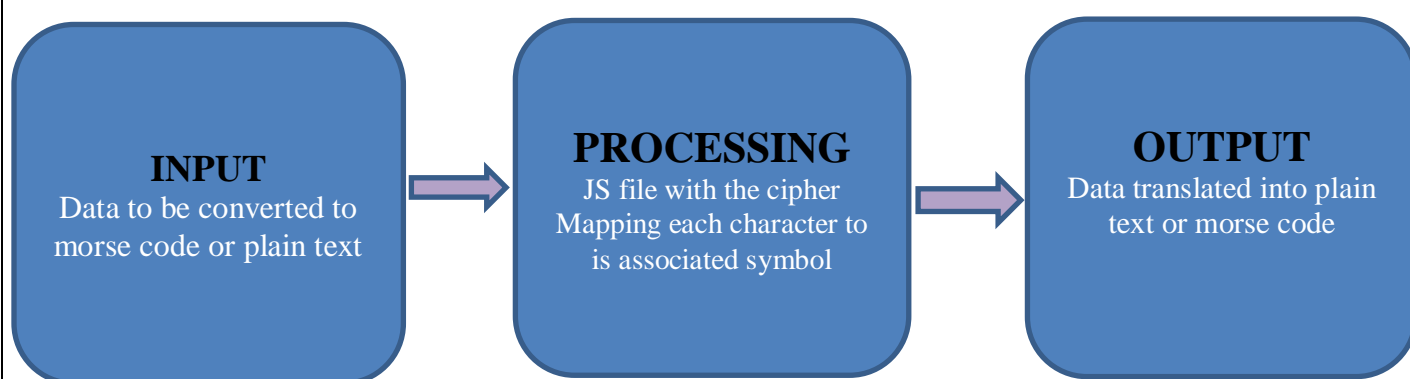 INPUT
Data to be converted to
morse code or plain text
PROCESSING
JS file with the cipher
Mapping each character to
is associated symbol
OUTPUT
Data translated into plain
text or morse code